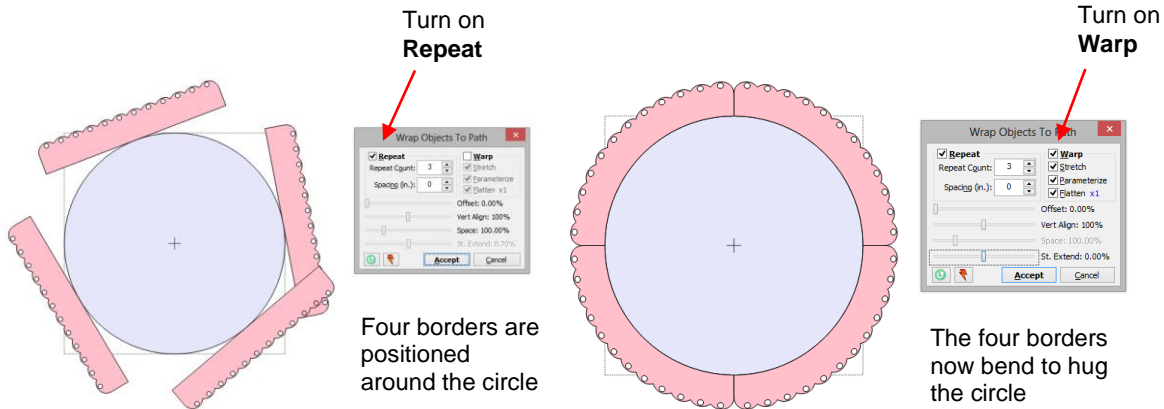 Turn on
Repeat
Wrap Objects To Path
Repeat
Warp
Repeat Count: 3
Stretch
Spacing (in.): 0
Parameterize
Flatten x1
Offset: 0.00%
Vert Align: 100%
Space: 100.00%
St. Extend: 0.70%
Accept
Cancel
Four borders are
positioned
around the circle
Turn on
Warp
Wrap Objects To Path
Repeat
Warp
Repeat Count: 3
Stretch
Spacing (in.): 0
Parameterize
Flatten x1
Offset: 0.00%
Vert Align: 100%
Space: 100.00%
St. Extend: 0.00%
Accept
Cancel
The four borders
now bend to hug
the circle